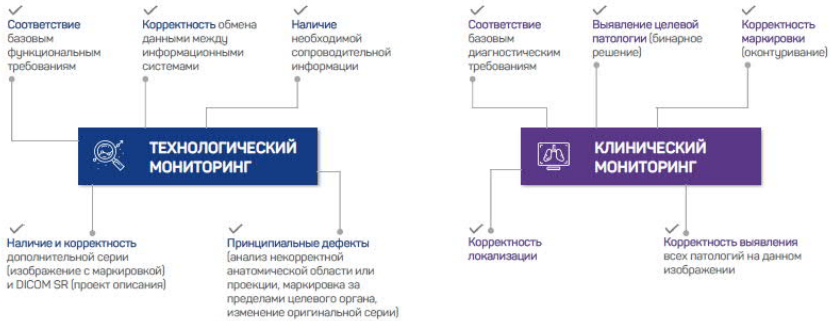 Соответствие
базовым
функциональным
требованиям
Корректность обмена
данными между
информационными
системами
Наличие
необходимой
сопроводительной
информации
ТЕХНОЛОГИЧЕСКИЙ
МОНИТОРИНГ
Наличие и корректность
дополнительной серии
(изображение с маркировкой)
и DICOM SR (проект описания)
Принципиальные дефекты
(анализ некорректной
анатомической области или
проекции, маркировка за
пределами целевого органа,
изменение оригинальной серии)
Соответствие
базовым
диагностическим
требованиям
Выявление целевой
патологии (бинарное
решение)
Корректность
маркировки
(оконтуривание)
КЛИНИЧЕСКИЙ
МОНИТОРИНГ
Корректность
локализации
Корректность выявления
всех патологий на данном
изображении